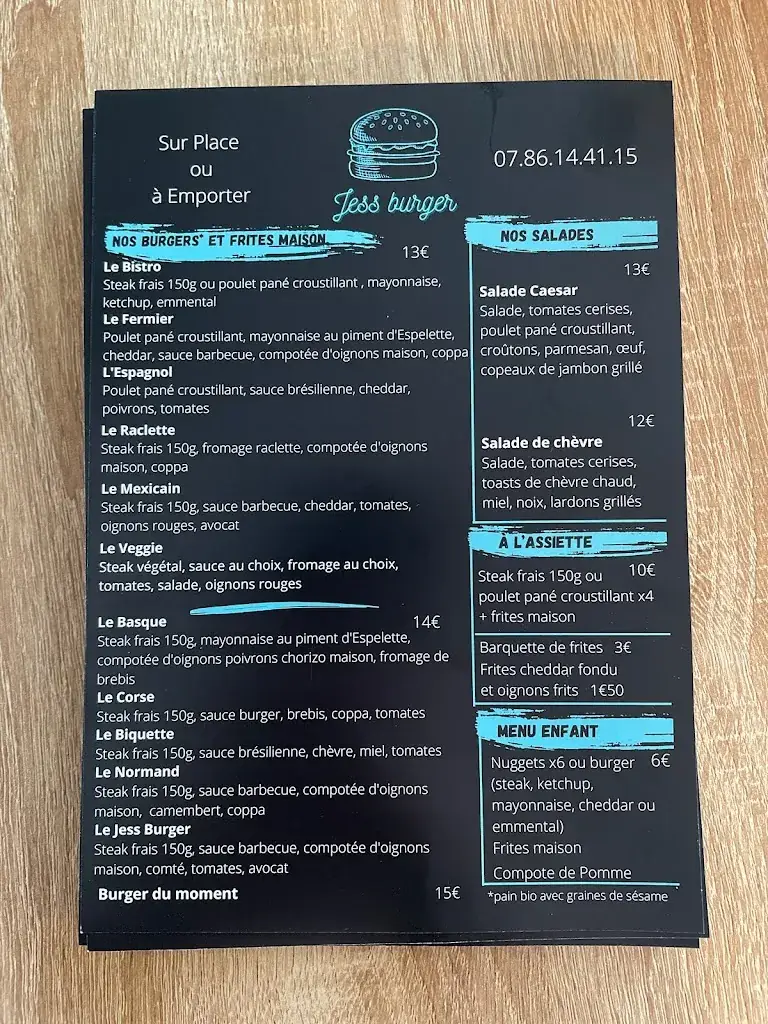 Sur Place
ou
à Emporter
Jess burger
07.86.14.41.15
NOS BURGERS* ET FRITES MAISON
13€
Le Bistro
Steak frais 150g ou poulet pané croustillant , mayonnaise,
ketchup, emmental
Le Fermier
Poulet pané croustillant, mayonnaise au piment d'Espelette,
cheddar, sauce barbecue, compotée d'oignons maison, coppa
L'Espagnol
Poulet pané croustillant, sauce brésilienne, cheddar,
poivrons, tomates
Le Raclette
Steak frais 150g, fromage raclette, compotée d'oignons
maison, coppa
Le Mexicain
Steak frais 150g, sauce barbecue, cheddar, tomates,
oignons rouges, avocat
Le Veggie
Steak végétal, sauce au choix, fromage au choix,
tomates, salade, oignons rouges
Le Basque 14€
Steak frais 150g, mayonnaise au piment d'Espelette,
compotée d'oignons poivrons chorizo maison, fromage de
brebis
Le Corse
Steak frais 150g, sauce burger, brebis, coppa, tomates
Le Biquette
Steak frais 150g, sauce brésilienne, chèvre, miel, tomates
Le Normand
Steak frais 150g, sauce barbecue, compotée d'oignons
maison, camembert, coppa
Le Jess Burger
Steak frais 150g, sauce barbecue, compotée d'oignons
maison, comté, tomates, avocat
Burger du moment 15€
NOS SALADES
13€
Salade Caesar
Salade, tomates cerises,
poulet pané croustillant,
croûtons, parmesan, œuf,
copeaux de jambon grillé
12€
Salade de chèvre
Salade, tomates cerises,
toasts de chèvre chaud,
miel, noix, lardons grillés
À L'ASSIETTE
Steak frais 150g ou 10€
poulet pané croustillant x4
+ frites maison
Barquette de frites 3€
Frites cheddar fondu
et oignons frits 1€50
MENU ENFANT
Nuggets x6 ou burger 6€
(steak, ketchup,
mayonnaise, cheddar ou
emmental)
Frites maison
Compote de Pomme
*pain bio avec graines de sésame